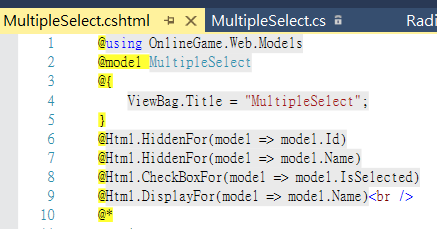 MultipleSelect.cshtml MultipleSelect.cs Radi
1 @using OnlineGame.Web.Models
2 @model MultipleSelect
3 @{
4 ViewBag.Title = "MultipleSelect";
5 }
6 @Html.HiddenFor(model => model.Id)
7 @Html.HiddenFor(model => model.Name)
8 @Html.CheckBoxFor(model => model.IsSelected)
9 @Html.DisplayFor(model => model.Name)<br />
10 @*